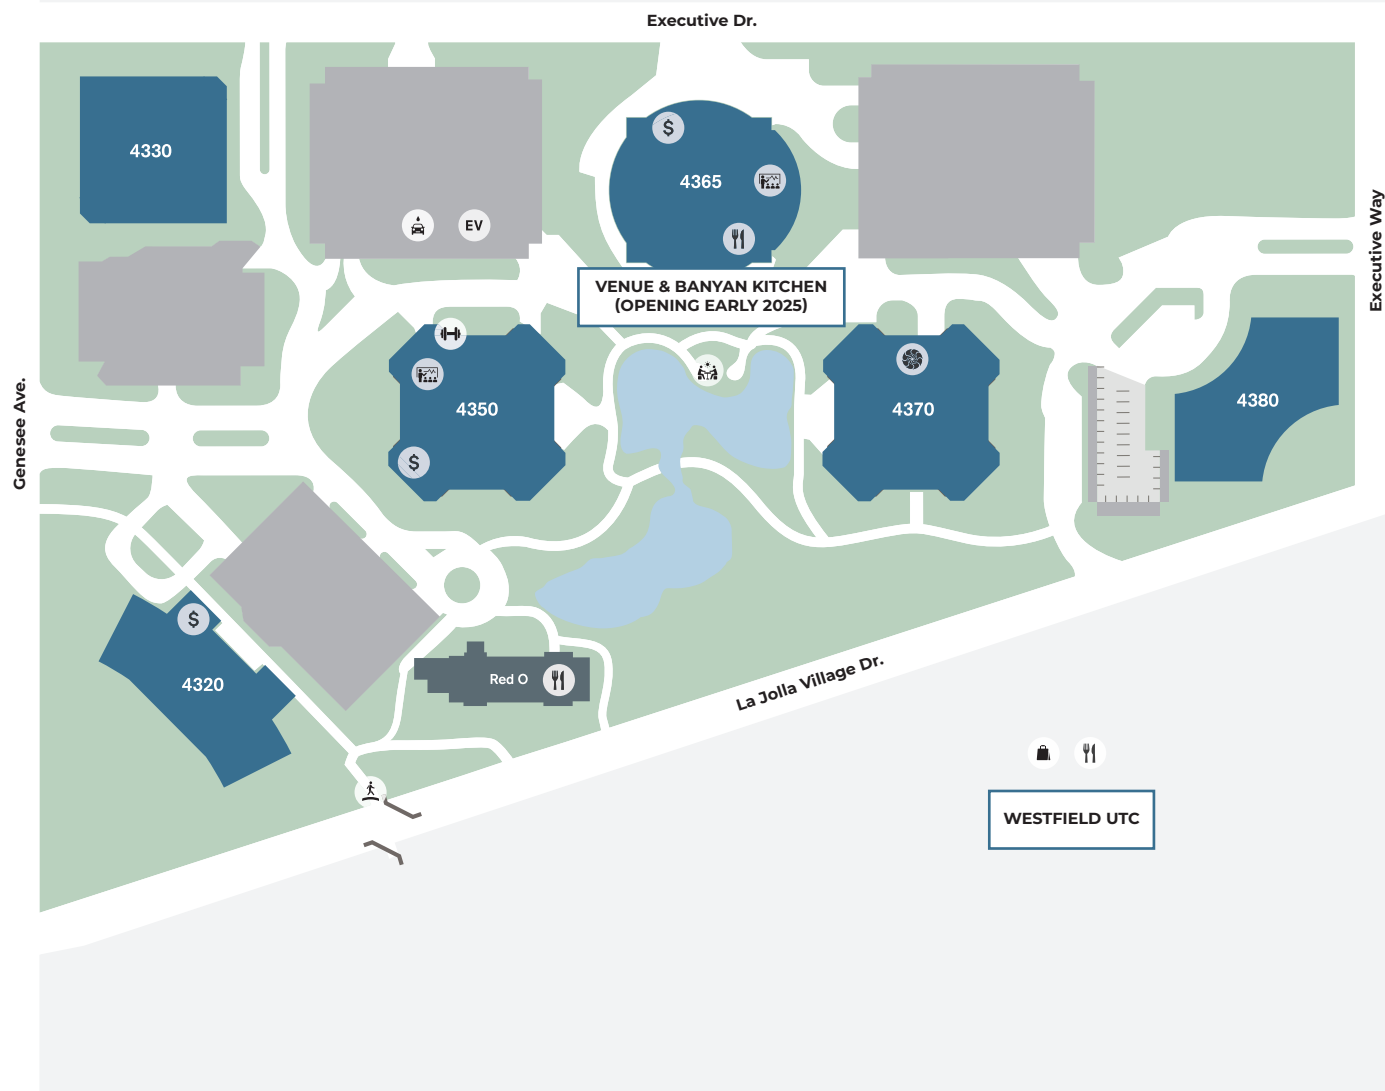 Executive Dr.
4330
4365
$
EV
VENUE & BANYAN KITCHEN
(OPENING EARLY 2025)
Executive Way
Genesee Ave.
4350
$
4370
4380
$
4320
Red O
La Jolla Village Dr.
WESTFIELD UTC